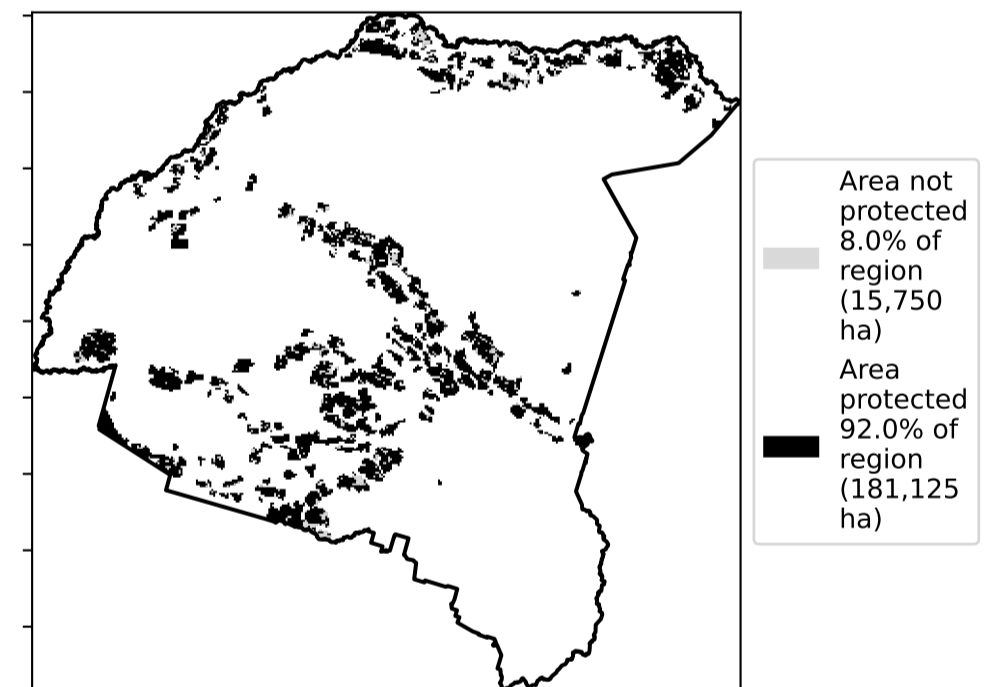 Area not
protected
8.0% of
region
(15,750
ha)
Area
protected
92.0% of
region
(181,125
ha)